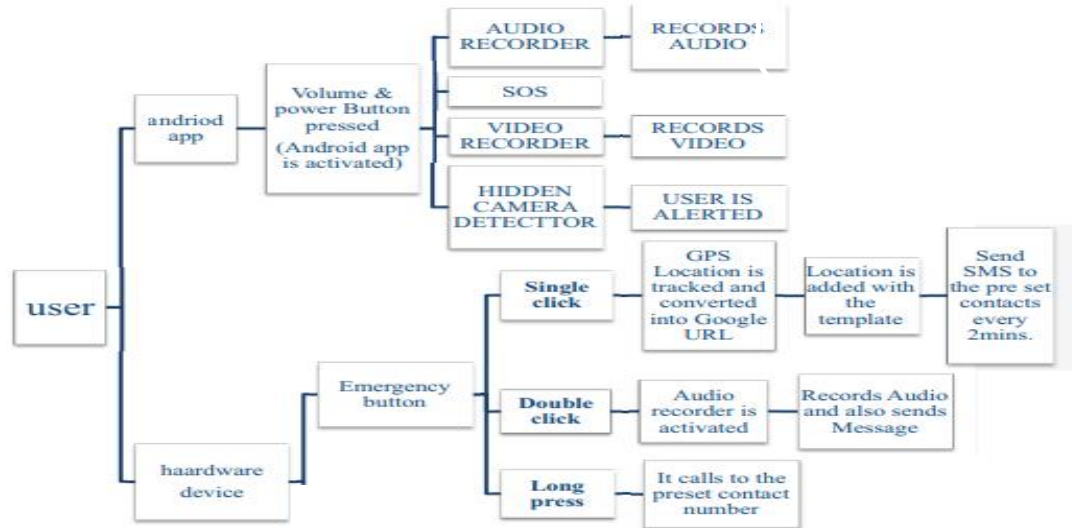 user
andriod
app
Volume &
power Button
pressed
(Android app
is activated)
AUDIO
RECORDER
RECORDS
AUDIO
SOS
VIDEO
RECORDER
RECORDS
VIDEO
HIDDEN
CAMERA
DETECTTOR
USER IS
ALERTED
haardware
device
Emergency
button
Single
click
GPS
Location is
tracked and
converted
into Google
URL
Location is
added with
the
template
Send
SMS to
the pre set
contacts
every
2mins.
Double
click
Audio
recorder is
activated
Records Audio
and also sends
Message
Long
press
It calls to the
preset contact
number